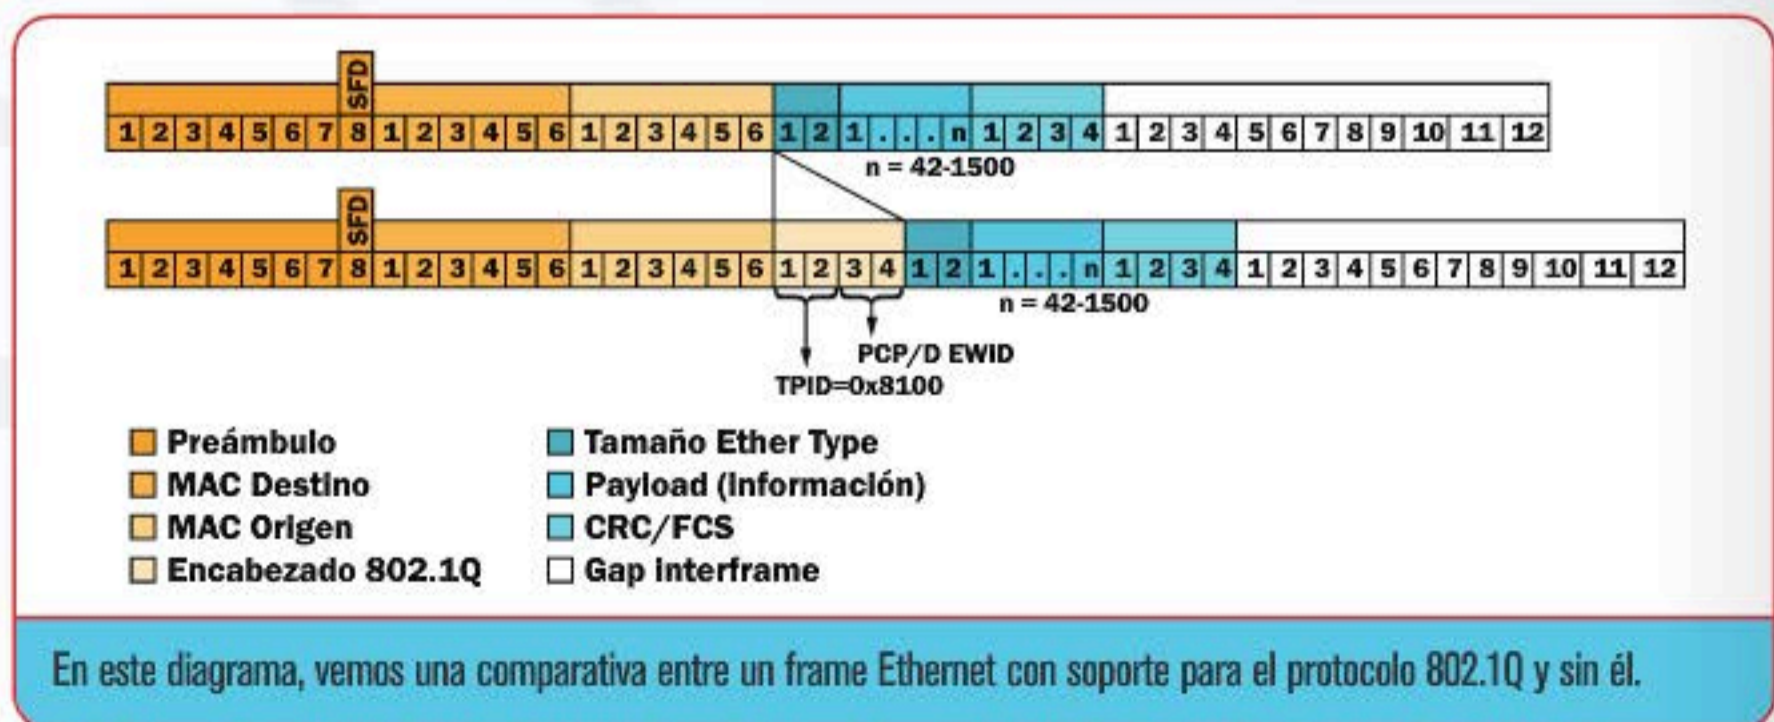 SFD
1 2 3 4 5 6 7 8 1 2 3 4 5 6 1 2 3 4 5 6 1 2 1 . . . n 1 2 3 4 1 2 3 4 5 6 7 8 9 10 11 12
n = 42-1500
SFD
1 2 3 4 5 6 7 8 1 2 3 4 5 6 1 2 3 4 5 6 1 2 3 4 1 2 1 . . . n 1 2 3 4 1 2 3 4 5 6 7 8 9 10 11 12
n = 42-1500
PCP/D EWID
TPID=0x8100
Preámbulo
MAC Destino
MAC Origen
Encabezado 802.1Q
Tamaño Ether Type
Payload (Información)
CRC/FCS
Gap interframe
En este diagrama, vemos una comparativa entre un frame Ethernet con soporte para el protocolo 802.1Q y sin él.